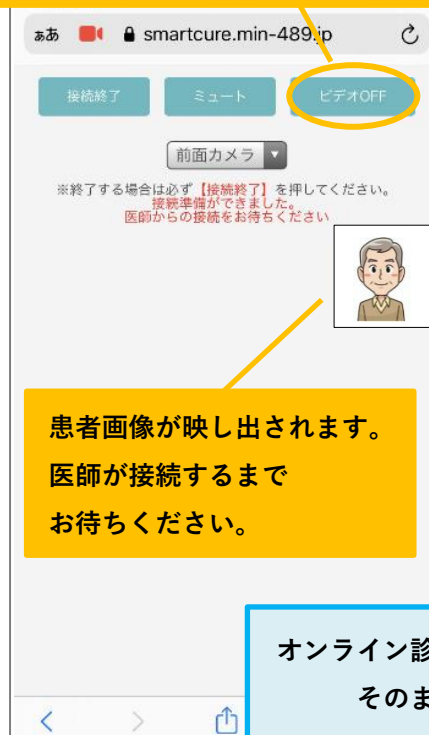 ぁあ smartcure.min-489.jp
接続終了 ミュート ビデオOFF
前面カメラ
※終了する場合は必ず【接続終了】を押してください。
接続準備ができました。
医師からの接続をお待ちください
患者画像が映し出されます。
医師が接続するまで
お待ちください。
オンライン診
そのま